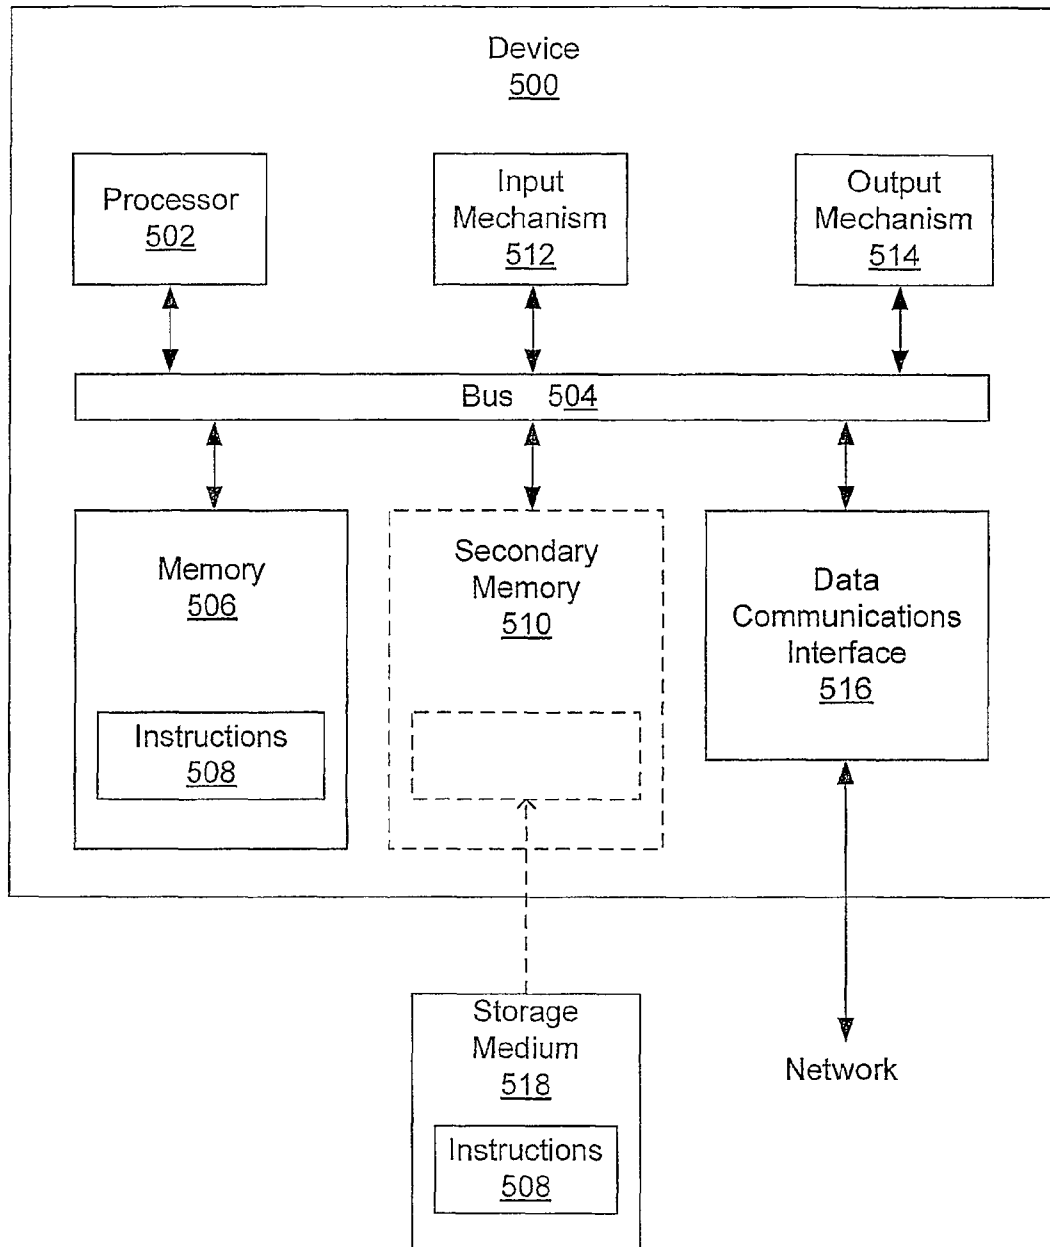 Device
500
Processor
502
Input
Mechanism
512
Output
Mechanism
514
Bus 504
Memory
506
Instructions
508
Secondary
Memory
510
Data
Communications
Interface
516
Storage
Medium
518
Instructions
508
Network